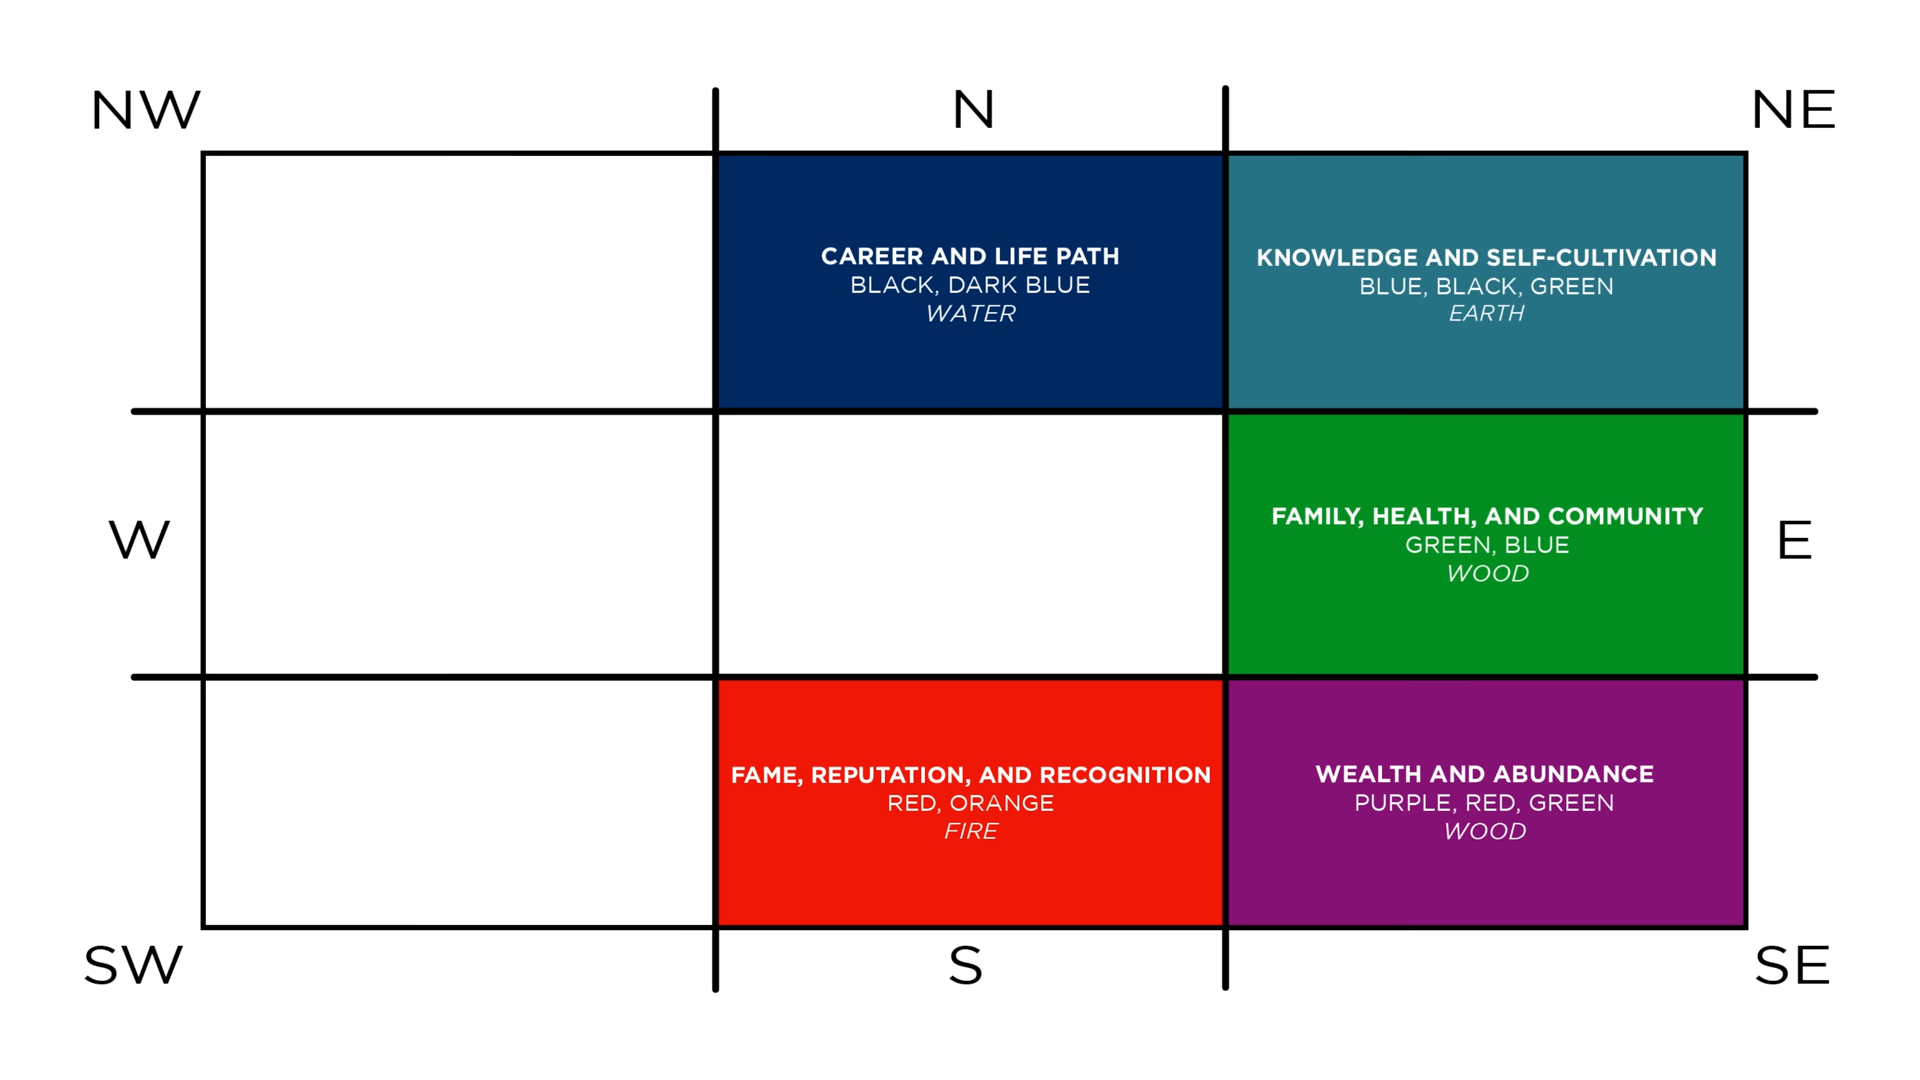 NW
N
NE
CAREER AND LIFE PATH
BLACK, DARK BLUE
WATER
KNOWLEDGE AND SELF-CULTIVATION
BLUE, BLACK, GREEN
EARTH
W
FAMILY, HEALTH, AND COMMUNITY
GREEN, BLUE
WOOD
E
FAME, REPUTATION, AND RECOGNITION
RED, ORANGE
FIRE
WEALTH AND ABUNDANCE
PURPLE, RED, GREEN
WOOD
SW
S
SE